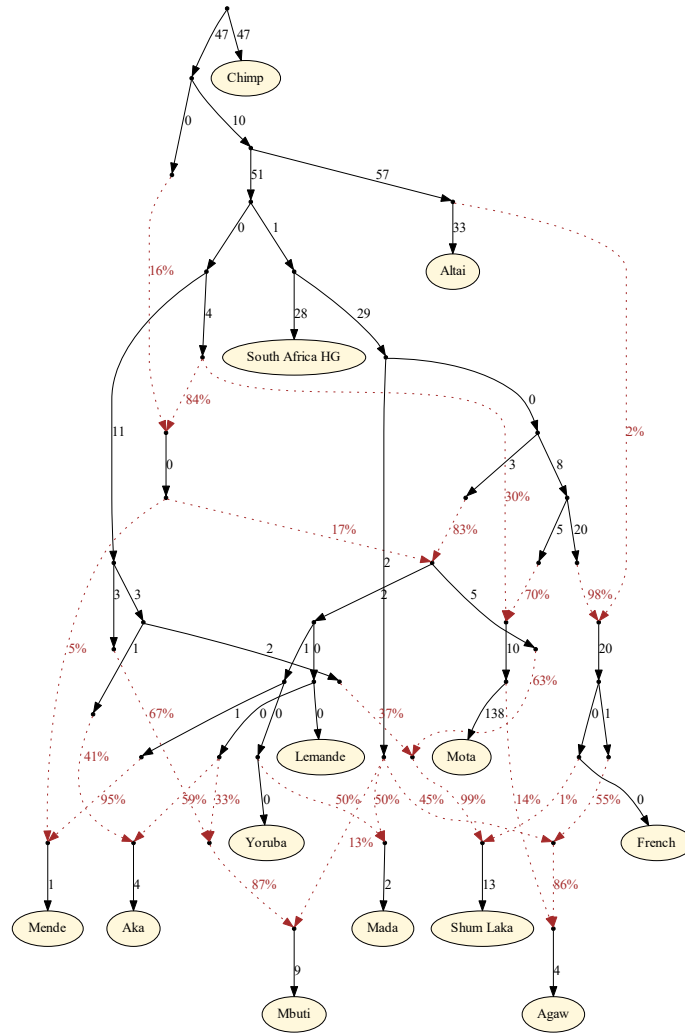 47 47
Chimp
0 10
51 57
16% 0 1 33
Altai
4 28 29
South Africa HG
84% 0
11 2%
0 3 30% 8
17% 83% 5 20
2 70% 98%
3 3 2 5
5% 1 2 1 0 10 20
67% 63%
1 0 0 0 37% 138 0 1
Lemande Mota
41%
95% 59% 33% 0 50% 50% 45% 99% 14% 1% 55% 0
Yoruba 13% French
1 4 87% 2 13 86%
Mende Aka Mada Shum Laka
9 4
Mbuti Agaw